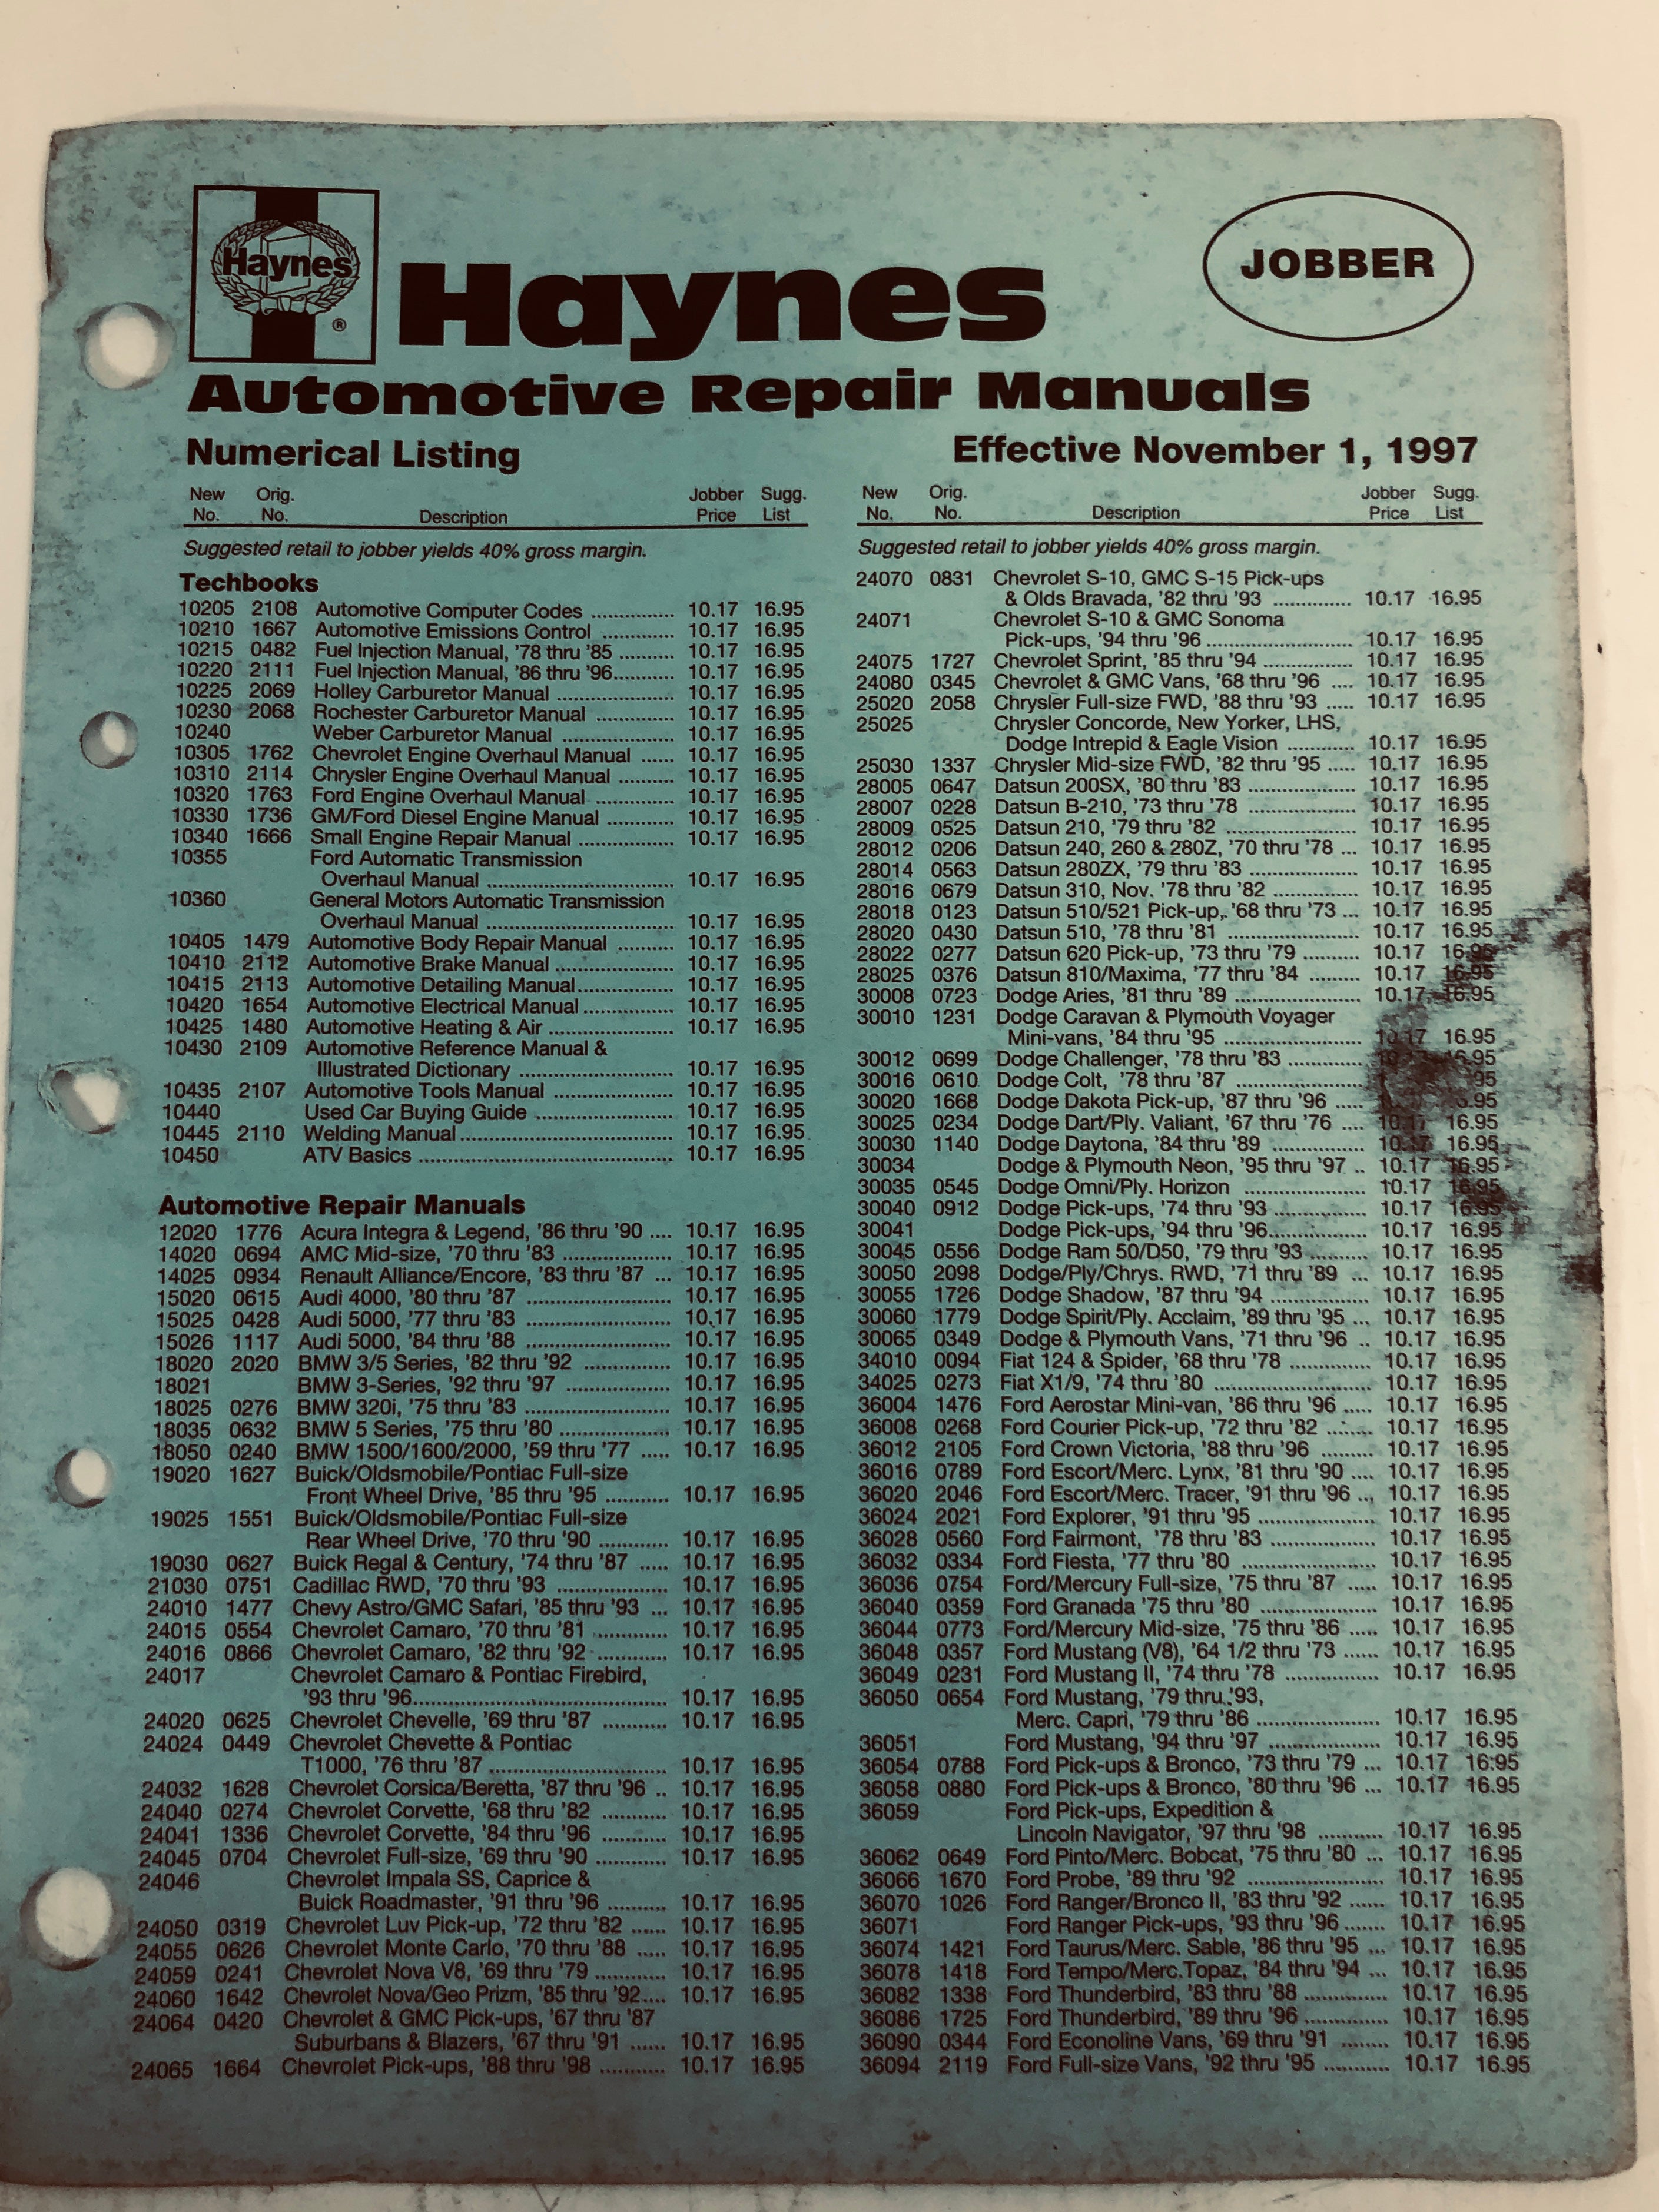 Haynes
®
Haynes
JOBBER
Automotive Repair Manuals
Numerical Listing
Effective November 1, 1997
New Orig. Jobber Sugg.
No. No. Description Price List
Suggested retail to jobber yields 40% gross margin.
Techbooks
10205 2108 Automotive Computer Codes .............. 10.17 16.95
10210 1667 Automotive Emissions Control ............ 10.17 16.95
10215 0482 Fuel Injection Manual, '78 thru '85 .......... 10.17 16.95
10220 2111 Fuel Injection Manual, '86 thru '96........... 10.17 16.95
10225 2069 Holley Carburetor Manual .................... 10.17 16.95
10230 2068 Rochester Carburetor Manual ............. 10.17 16.95
10240 Weber Carburetor Manual ................... 10.17 16.95
10305 1762 Chevrolet Engine Overhaul Manual ...... 10.17 16.95
10310 2114 Chrysler Engine Overhaul Manual .......... 10.17 16.95
10320 1763 Ford Engine Overhaul Manual .............. 10.17 16.95
10330 1736 GM/Ford Diesel Engine Manual ............ 10.17 16.95
10340 1666 Small Engine Repair Manual ................. 10.17 16.95
10355 Ford Automatic Transmission
Overhaul Manual ................................. 10.17 16.95
10360 General Motors Automatic Transmission
Overhaul Manual ................................. 10.17 16.95
10405 1479 Automotive Body Repair Manual .......... 10.17 16.95
10410 2112 Automotive Brake Manual ..................... 10.17 16.95
10415 2113 Automotive Detailing Manual................. 10.17 16.95
10420 1654 Automotive Electrical Manual ................ 10.17 16.95
10425 1480 Automotive Heating & Air ...................... 10.17 16.95
10430 2109 Automotive Reference Manual &
Illustrated Dictionary ........................... 10.17 16.95
10435 2107 Automotive Tools Manual ..................... 10.17 16.95
10440 Used Car Buying Guide ........................ 10.17 16.95
10445 2110 Welding Manual...................................... 10.17 16.95
10450 ATV Basics ............................................. 10.17 16.95
Automotive Repair Manuals
12020 1776 Acura Integra & Legend, '86 thru '90 .... 10.17 16.95
14020 0694 AMC Mid-size, '70 thru '83 ................... 10.17 16.95
14025 0934 Renault Alliance/Encore, '83 thru '87 ... 10.17 16.95
15020 0615 Audi 4000, '80 thru '87 ......................... 10.17 16.95
15025 0428 Audi 5000, '77 thru '83 ......................... 10.17 16.95
15026 1117 Audi 5000, '84 thru '88 ......................... 10.17 16.95
18020 2020 BMW 3/5 Series, '82 thru '92 ............... 10.17 16.95
18021 BMW 3-Series, '92 thru '97 .................. 10.17 16.95
18025 0276 BMW 320i, '75 thru '83 ......................... 10.17 16.95
18035 0632 BMW 5 Series, '75 thru '80 ................... 10.17 16.95
18050 0240 BMW 1500/1600/2000, '59 thru '77 ..... 10.17 16.95
19020 1627 Buick/Oldsmobile/Pontiac Full-size
Front Wheel Drive, '85 thru '95 ........... 10.17 16.95
19025 1551 Buick/Oldsmobile/Pontiac Full-size
Rear Wheel Drive, '70 thru '90 ............ 10.17 16.95
19030 0627 Buick Regal & Century, '74 thru '87 ..... 10.17 16.95
21030 0751 Cadillac RWD, '70 thru '93 ................... 10.17 16.95
24010 1477 Chevy Astro/GMC Safari, '85 thru '93 ... 10.17 16.95
24015 0554 Chevrolet Camaro, '70 thru '81 ............. 10.17 16.95
24016 0866 Chevrolet Camaro, '82 thru '92 ............. 10.17 16.95
24017 Chevrolet Camaro & Pontiac Firebird,
'93 thru '96............................................. 10.17 16.95
24020 0625 Chevrolet Chevelle, '69 thru '87 ........... 10.17 16.95
24024 0449 Chevrolet Chevette & Pontiac
T1000, '76 thru '87 ............................... 10.17 16.95
24032 1628 Chevrolet Corsica/Beretta, '87 thru '96 .. 10.17 16.95
24040 0274 Chevrolet Corvette, '68 thru '82 ........... 10.17 16.95
24041 1336 Chevrolet Corvette, '84 thru '96 ........... 10.17 16.95
24045 0704 Chevrolet Full-size, '69 thru '90 ............ 10.17 16.95
24046 Chevrolet Impala SS, Caprice &
Buick Roadmaster, '91 thru '96 .......... 10.17 16.95
24050 0319 Chevrolet Luv Pick-up, '72 thru '82 ...... 10.17 16.95
24055 0626 Chevrolet Monte Carlo, '70 thru '88 ..... 10.17 16.95
24059 0241 Chevrolet Nova V8, '69 thru '79 ............ 10.17 16.95
24060 1642 Chevrolet Nova/Geo Prizm, '85 thru '92.... 10.17 16.95
24064 0420 Chevrolet & GMC Pick-ups, '67 thru '87
Suburbans & Blazers, '67 thru '91 ...... 10.17 16.95
24065 1664 Chevrolet Pick-ups, '88 thru '98 ........... 10.17 16.95
New Orig. Jobber Sugg.
No. No. Description Price List
Suggested retail to jobber yields 40% gross margin.
24070 0831 Chevrolet S-10, GMC S-15 Pick-ups
& Olds Bravada, '82 thru '93 .............. 10.17 16.95
24071 Chevrolet S-10 & GMC Sonoma
Pick-ups, '94 thru '96 .......................... 10.17 16.95
24075 1727 Chevrolet Sprint, '85 thru '94 ................ 10.17 16.95
24080 0345 Chevrolet & GMC Vans, '68 thru '96 .... 10.17 16.95
25020 2058 Chrysler Full-size FWD, '88 thru '93 ..... 10.17 16.95
25025 Chrysler Concorde, New Yorker, LHS,
Dodge Intrepid & Eagle Vision ............ 10.17 16.95
25030 1337 Chrysler Mid-size FWD, '82 thru '95 ..... 10.17 16.95
28005 0647 Datsun 200SX, '80 thru '83 ................... 10.17 16.95
28007 0228 Datsun B-210, '73 thru '78 ................... 10.17 16.95
28009 0525 Datsun 210, '79 thru '82 ....................... 10.17 16.95
28012 0206 Datsun 240, 260 & 280Z, '70 thru '78 ... 10.17 16.95
28014 0563 Datsun 280ZX, '79 thru '83 ................... 10.17 16.95
28016 0679 Datsun 310, Nov. '78 thru '82 ............... 10.17 16.95
28018 0123 Datsun 510/521 Pick-up, '68 thru '73 ... 10.17 16.95
28020 0430 Datsun 510, '78 thru '81 ....................... 10.17 16.95
28022 0277 Datsun 620 Pick-up, '73 thru '79 .......... 10.17 16.95
28025 0376 Datsun 810/Maxima, '77 thru '84 ......... 10.17 16.95
30008 0723 Dodge Aries, '81 thru '89 ...................... 10.17 16.95
30010 1231 Dodge Caravan & Plymouth Voyager
Mini-vans, '84 thru '95 ........................ 10.17 16.95
30012 0699 Dodge Challenger, '78 thru '83 .............
30016 0610 Dodge Colt, '78 thru '87 .......................
30020 1668 Dodge Dakota Pick-up, '87 thru '96 .....
30025 0234 Dodge Dart/Ply. Valiant, '67 thru '76 .... 16.95
30030 1140 Dodge Daytona, '84 thru '89 ................ 10.17 16.95
30034 Dodge & Plymouth Neon, '95 thru '97 .. 10.17 16.95
30035 0545 Dodge Omni/Ply. Horizon ..................... 10.17 16.95
30040 0912 Dodge Pick-ups, '74 thru '93 ................ 10.17 16.95
30041 Dodge Pick-ups, '94 thru '96................. 10.17 16.95
30045 0556 Dodge Ram 50/D50, '79 thru '93 .......... 10.17 16.95
30050 2098 Dodge/Ply/Chrys. RWD, '71 thru '89 ... 10.17 16.95
30055 1726 Dodge Shadow, '87 thru '94 ................. 10.17 16.95
30060 1779 Dodge Spirit/Ply. Acclaim, '89 thru '95 ... 10.17 16.95
30065 0349 Dodge & Plymouth Vans, '71 thru '96 .. 10.17 16.95
34010 0094 Fiat 124 & Spider, '68 thru '78 .............. 10.17 16.95
34025 0273 Fiat X1/9, '74 thru '80 ........................... 10.17 16.95
36004 1476 Ford Aerostar Mini-van, '86 thru '96 ..... 10.17 16.95
36008 0268 Ford Courier Pick-up, '72 thru '82 ........ 10.17 16.95
36012 2105 Ford Crown Victoria, '88 thru '96 ......... 10.17 16.95
36016 0789 Ford Escort/Merc. Lynx, '81 thru '90 .... 10.17 16.95
36020 2046 Ford Escort/Merc. Tracer, '91 thru '96 ... 10.17 16.95
36024 2021 Ford Explorer, '91 thru '95 .................... 10.17 16.95
36028 0560 Ford Fairmont, '78 thru '83 ................... 10.17 16.95
36032 0334 Ford Fiesta, '77 thru '80 ....................... 10.17 16.95
36036 0754 Ford/Mercury Full-size, '75 thru '87 ..... 10.17 16.95
36040 0359 Ford Granada '75 thru '80 .................... 10.17 16.95
36044 0773 Ford/Mercury Mid-size, '75 thru '86 ..... 10.17 16.95
36048 0357 Ford Mustang (V8), '64 1/2 thru '73 ...... 10.17 16.95
36049 0231 Ford Mustang II, '74 thru '78 ................ 10.17 16.95
36050 0654 Ford Mustang, '79 thru '93,
Merc. Capri, '79 thru '86 ..................... 10.17 16.95
36051 Ford Mustang, '94 thru '97 ................... 10.17 16.95
36054 0788 Ford Pick-ups & Bronco, '73 thru '79 ... 10.17 16.95
36058 0880 Ford Pick-ups & Bronco, '80 thru '96 ... 10.17 16.95
36059 Ford Pick-ups, Expedition &
Lincoln Navigator, '97 thru '98 ........... 10.17 16.95
36062 0649 Ford Pinto/Merc. Bobcat, '75 thru '80 ... 10.17 16.95
36066 1670 Ford Probe, '89 thru '92 ........................ 10.17 16.95
36070 1026 Ford Ranger/Bronco II, '83 thru '92 ...... 10.17 16.95
36071 Ford Ranger Pick-ups, '93 thru '96....... 10.17 16.95
36074 1421 Ford Taurus/Merc. Sable, '86 thru '95 ... 10.17 16.95
36078 1418 Ford Tempo/Merc.Topaz, '84 thru '94 ... 10.17 16.95
36082 1338 Ford Thunderbird, '83 thru '88 .............. 10.17 16.95
36086 1725 Ford Thunderbird, '89 thru '96 .............. 10.17 16.95
36090 0344 Ford Econoline Vans, '69 thru '91 ........ 10.17 16.95
36094 2119 Ford Full-size Vans, '92 thru '95 ........... 10.17 16.95